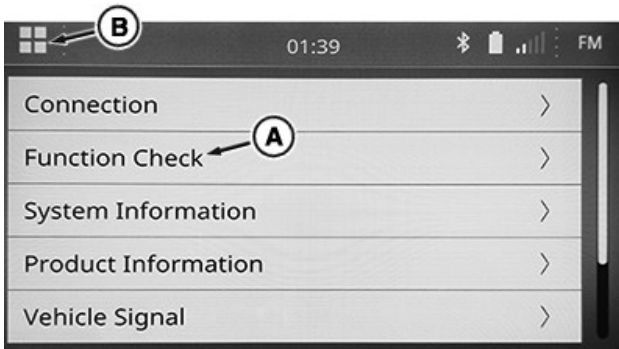 B
01:39
FM
Connection
A
Function Check
System Information
Product Information
Vehicle Signal